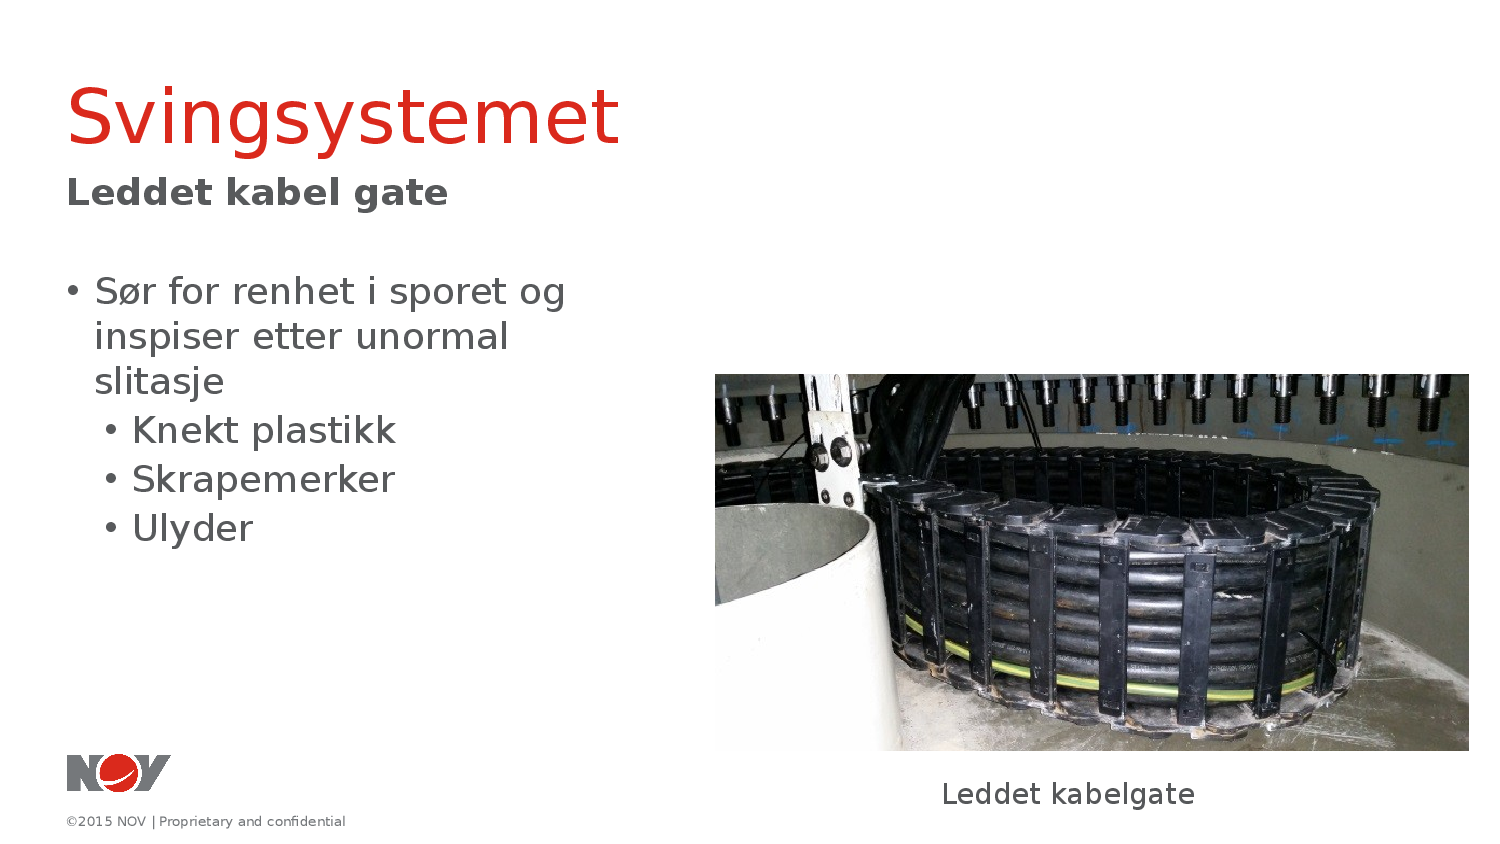 Svingsystemet
Leddet kabel gate
• Sør for renhet i sporet og
inspiser etter unormal
slitasje
• Knekt plastikk
• Skrapemerker
• Ulyder
Leddet kabelgate
NOV
©2015 NOV | Proprietary and confidential